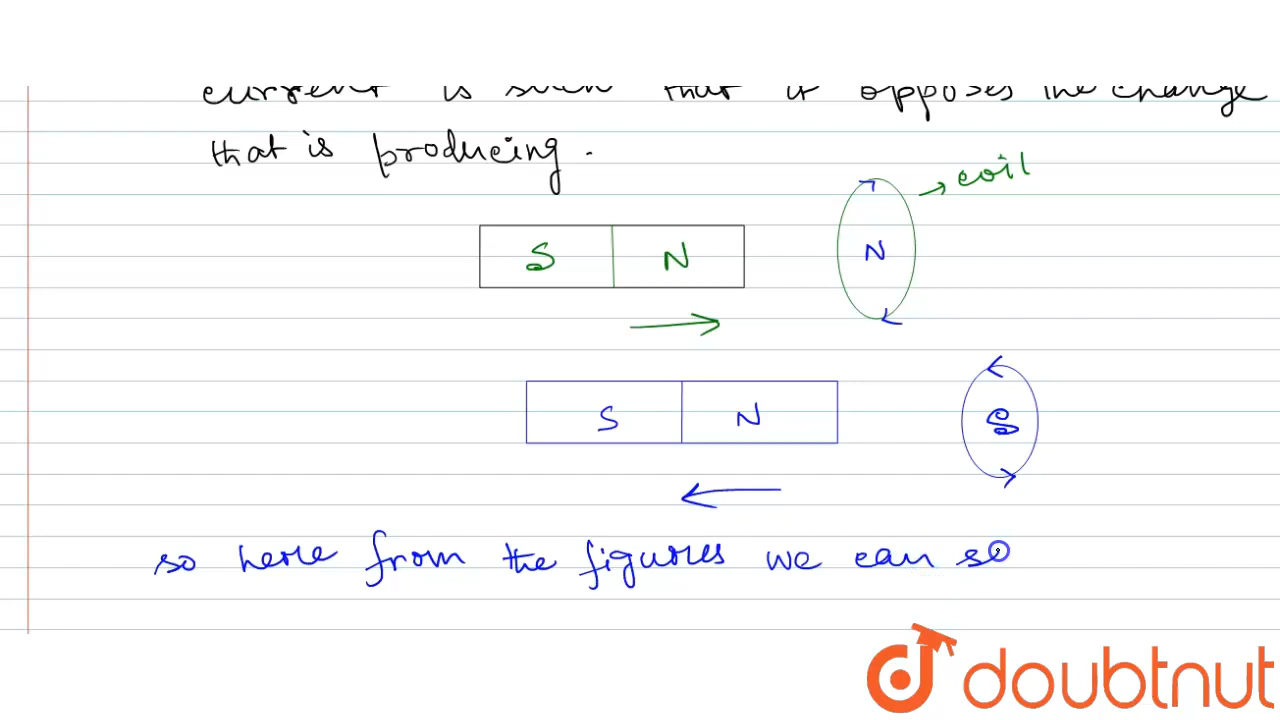 current is such that it opposes the change
that is producing.
→ coil
S N N
S N S
so here from the figures we can se
doubtnut